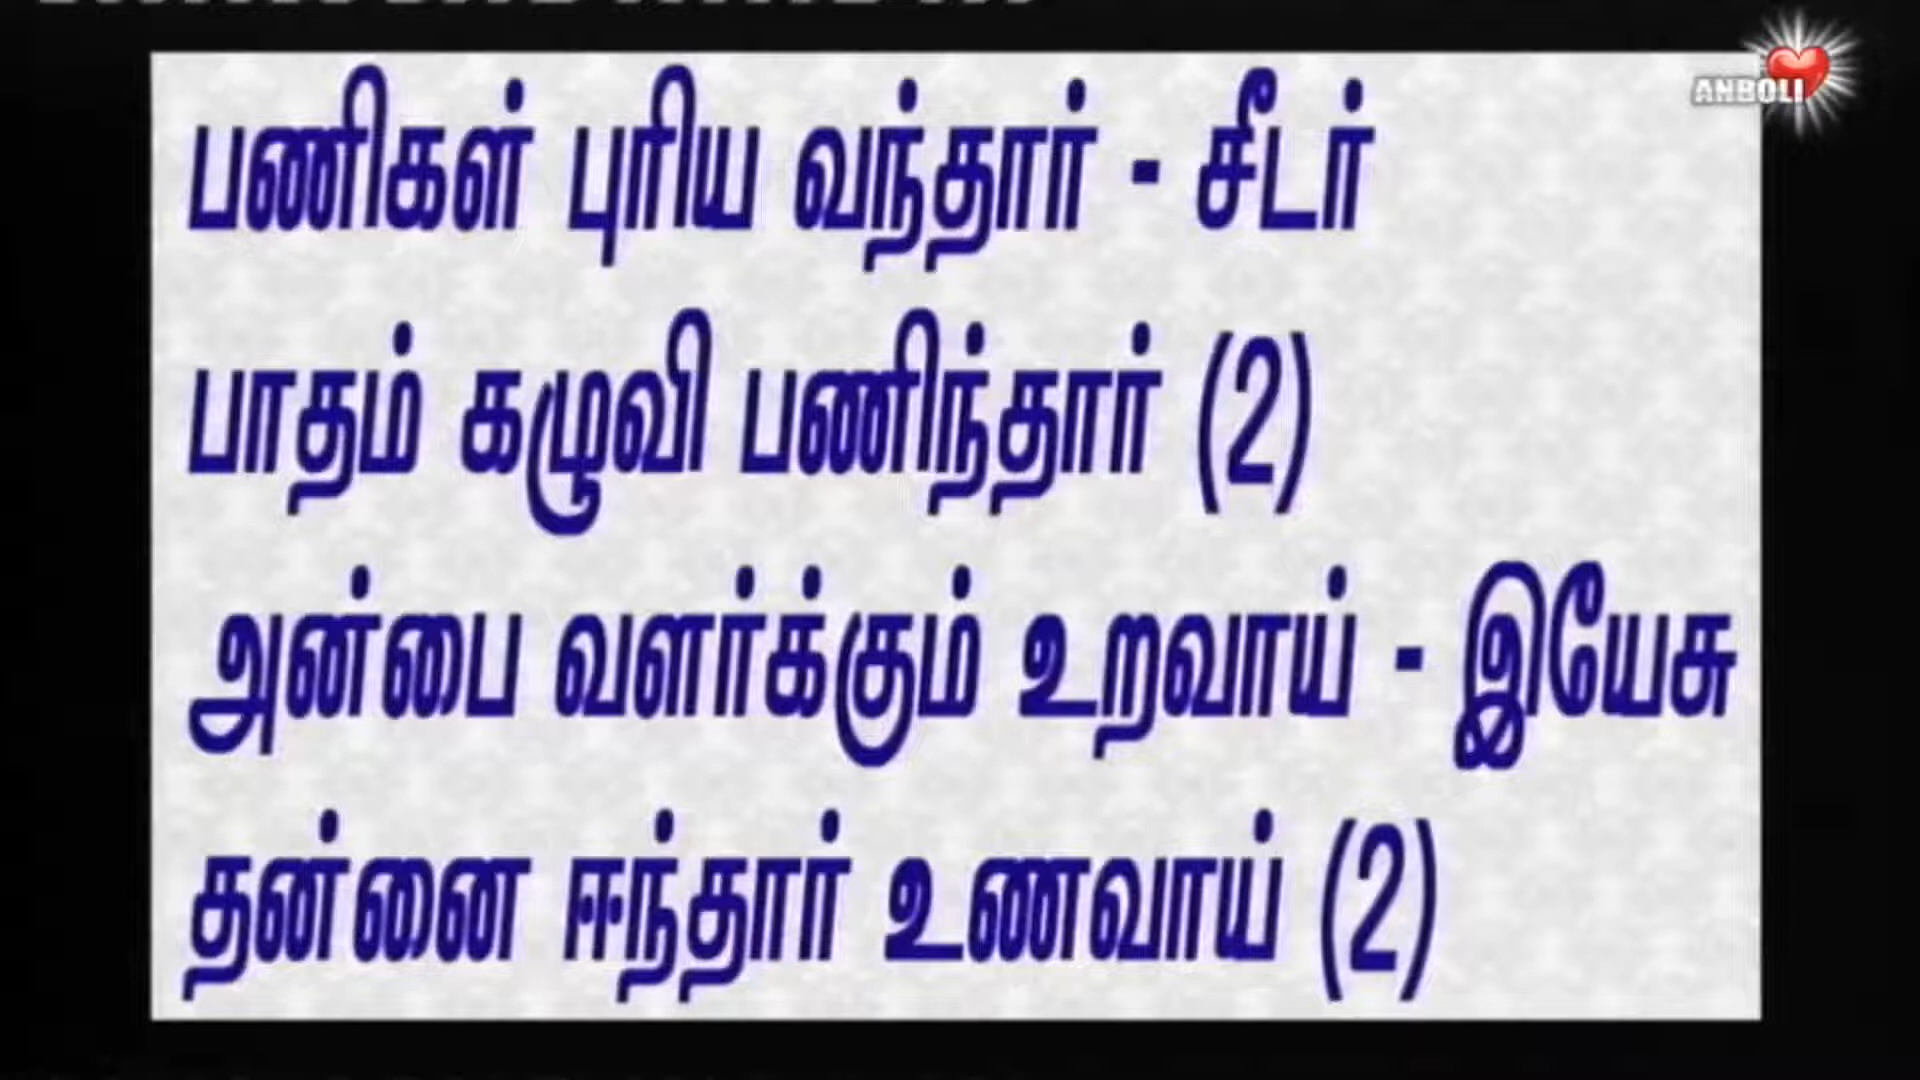 ANBOLI
பணிகள் புரிய வந்தார் - சீடர்
பாதம் கழுவி பணிந்தார் (2)
அன்பை வளர்க்கும் உறவாய் - இயேசு
தன்னை ஈந்தார் உணவாய் (2)